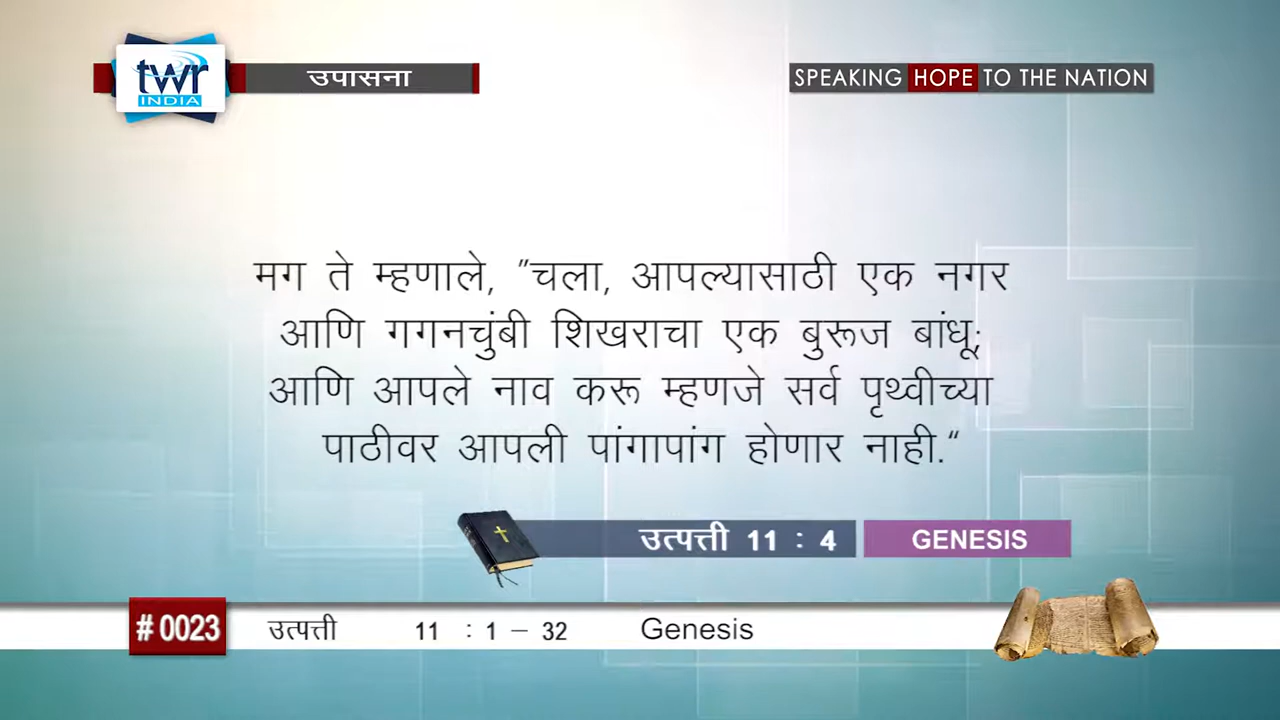 twr
INDIA
उपासना
SPEAKING HOPE TO THE NATION
मग ते म्हणाले, "चला, आपल्यासाठी एक नगर
आणि गगनचुंबी शिखराचा एक बुरूज बांधू;
आणि आपले नाव करू म्हणजे सर्व पृथ्वीच्या
पाठीवर आपली पांगापांग होणार नाही.“
उत्पत्ती 11 : 4 GENESIS
#0023 उत्पत्ती 11 : 1 – 32 Genesis